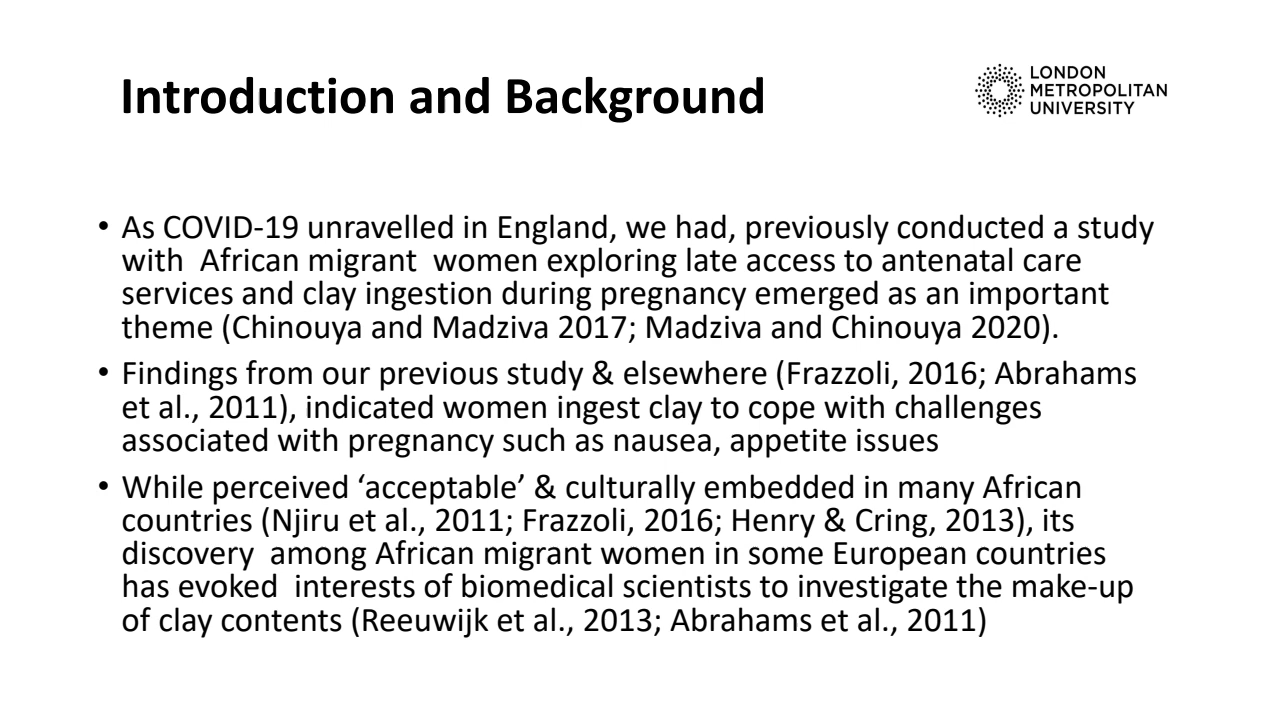 Introduction and Background
LONDON
METROPOLITAN
UNIVERSITY
• As COVID-19 unravelled in England, we had, previously conducted a study
with  African migrant  women exploring late access to antenatal care
services and clay ingestion during pregnancy emerged as an important
theme (Chinouya and Madziva 2017; Madziva and Chinouya 2020).
• Findings from our previous study & elsewhere (Frazzoli, 2016; Abrahams
et al., 2011), indicated women ingest clay to cope with challenges
associated with pregnancy such as nausea, appetite issues
• While perceived ‘acceptable’ & culturally embedded in many African
countries (Njiru et al., 2011; Frazzoli, 2016; Henry & Cring, 2013), its
discovery  among African migrant women in some European countries
has evoked  interests of biomedical scientists to investigate the make-up
of clay contents (Reeuwijk et al., 2013; Abrahams et al., 2011)